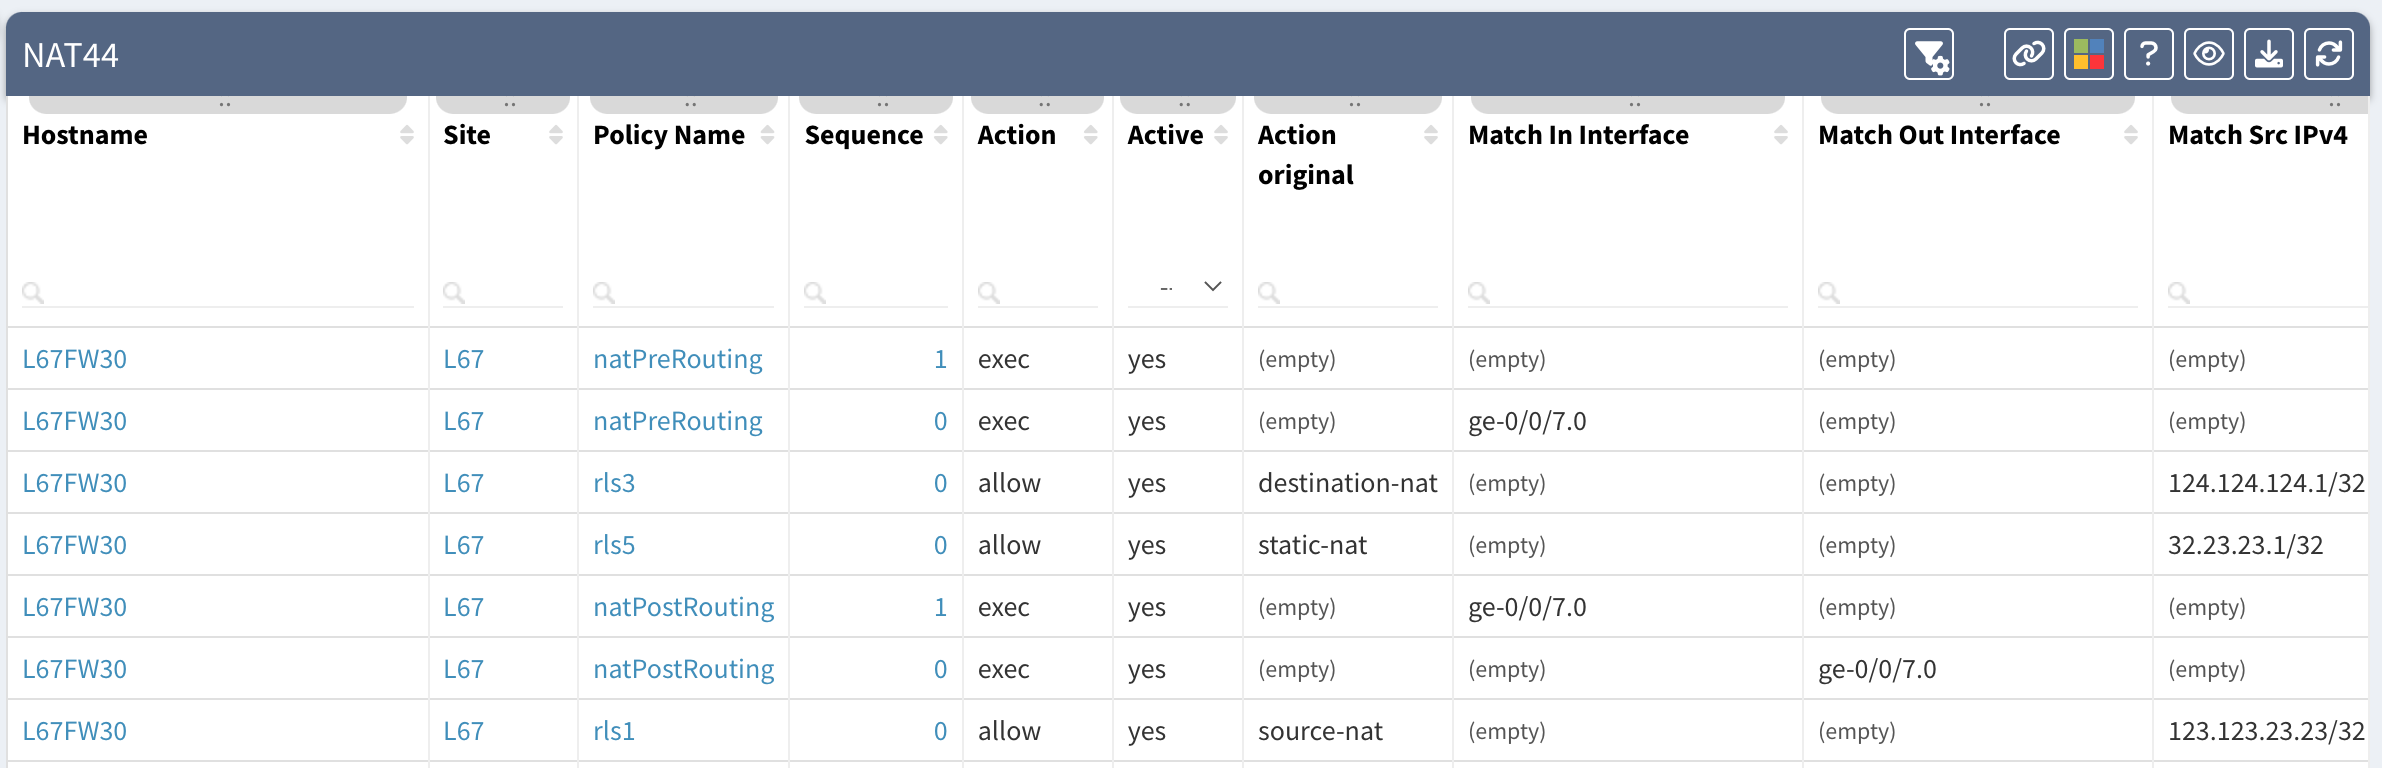 NAT44
?
Hostname Site Policy Name Sequence Action Active Action original Match In Interface Match Out Interface Match Src IPv4
--
L67FW30 L67 natPreRouting 1 exec yes (empty) (empty) (empty) (empty)
L67FW30 L67 natPreRouting 0 exec yes (empty) ge-0/0/7.0 (empty) (empty)
L67FW30 L67 rls3 0 allow yes destination-nat (empty) (empty) 124.124.124.1/32
L67FW30 L67 rls5 0 allow yes static-nat (empty) (empty) 32.23.23.1/32
L67FW30 L67 natPostRouting 1 exec yes (empty) ge-0/0/7.0 (empty) (empty)
L67FW30 L67 natPostRouting 0 exec yes (empty) (empty) ge-0/0/7.0 (empty)
L67FW30 L67 rls1 0 allow yes source-nat (empty) (empty) 123.123.23.23/32